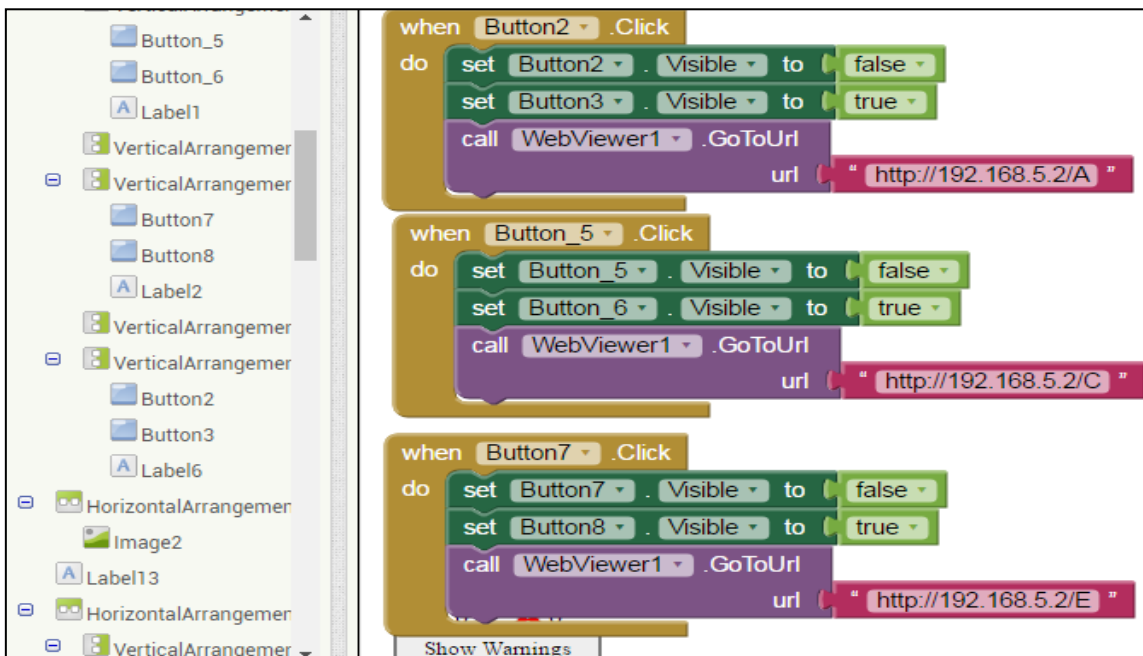 VerticalArrangemer
Button_5
Button_6
A Label1
VerticalArrangemer
VerticalArrangemer
Button7
Button8
A Label2
VerticalArrangemer
VerticalArrangemer
Button2
Button3
A Label6
HorizontalArrangemen
Image2
A Label13
HorizontalArrangemen
VerticalArrangemer
when Button2 .Click
do set Button2 . Visible to false
set Button3 . Visible to true
call WebViewer1 .GoToUrl
url “ http://192.168.5.2/A ”
when Button_5 .Click
do set Button_5 . Visible to false
set Button_6 . Visible to true
call WebViewer1 .GoToUrl
url “ http://192.168.5.2/C ”
when Button7 .Click
do set Button7 . Visible to false
set Button8 . Visible to true
call WebViewer1 .GoToUrl
url “ http://192.168.5.2/E ”
Show Warnings